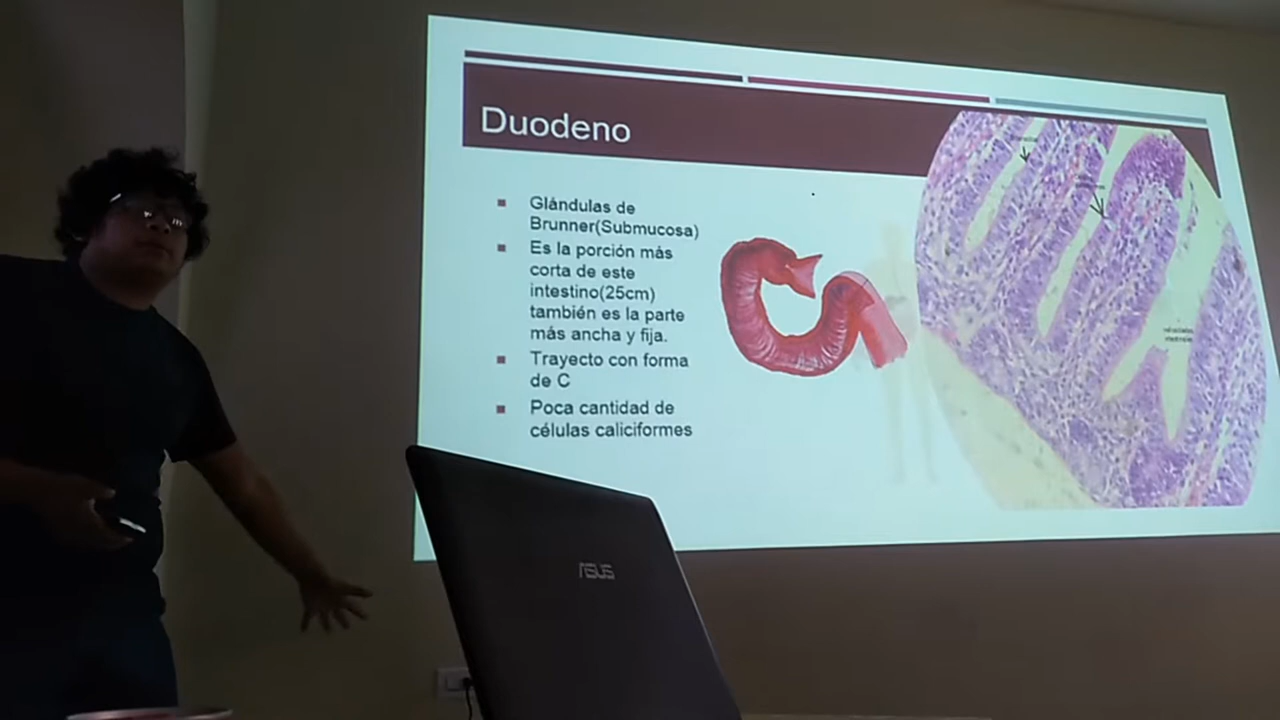 Duodeno
Glándulas de
Brunner(Submucosa)
Es la porción más
corta de este
intestino(25cm)
también es la parte
más ancha y fija.
Trayecto con forma
de C
Poca cantidad de
células caliciformes
ASUS